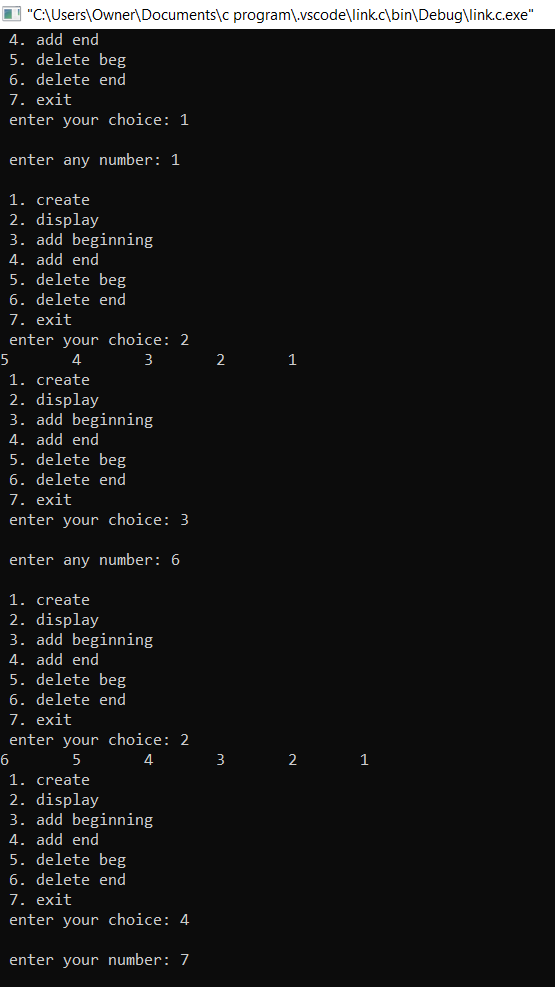 "C:\Users\Owner\Documents\c program\.vscode\link.c\bin\Debug\link.c.exe"
4. add end
5. delete beg
6. delete end
7. exit
enter your choice: 1
enter any number: 1
1. create
2. display
3. add beginning
4. add end
5. delete beg
6. delete end
7. exit
enter your choice: 2
5 4 3 2 1
1. create
2. display
3. add beginning
4. add end
5. delete beg
6. delete end
7. exit
enter your choice: 3
enter any number: 6
1. create
2. display
3. add beginning
4. add end
5. delete beg
6. delete end
7. exit
enter your choice: 2
6 5 4 3 2 1
1. create
2. display
3. add beginning
4. add end
5. delete beg
6. delete end
7. exit
enter your choice: 4
enter your number: 7